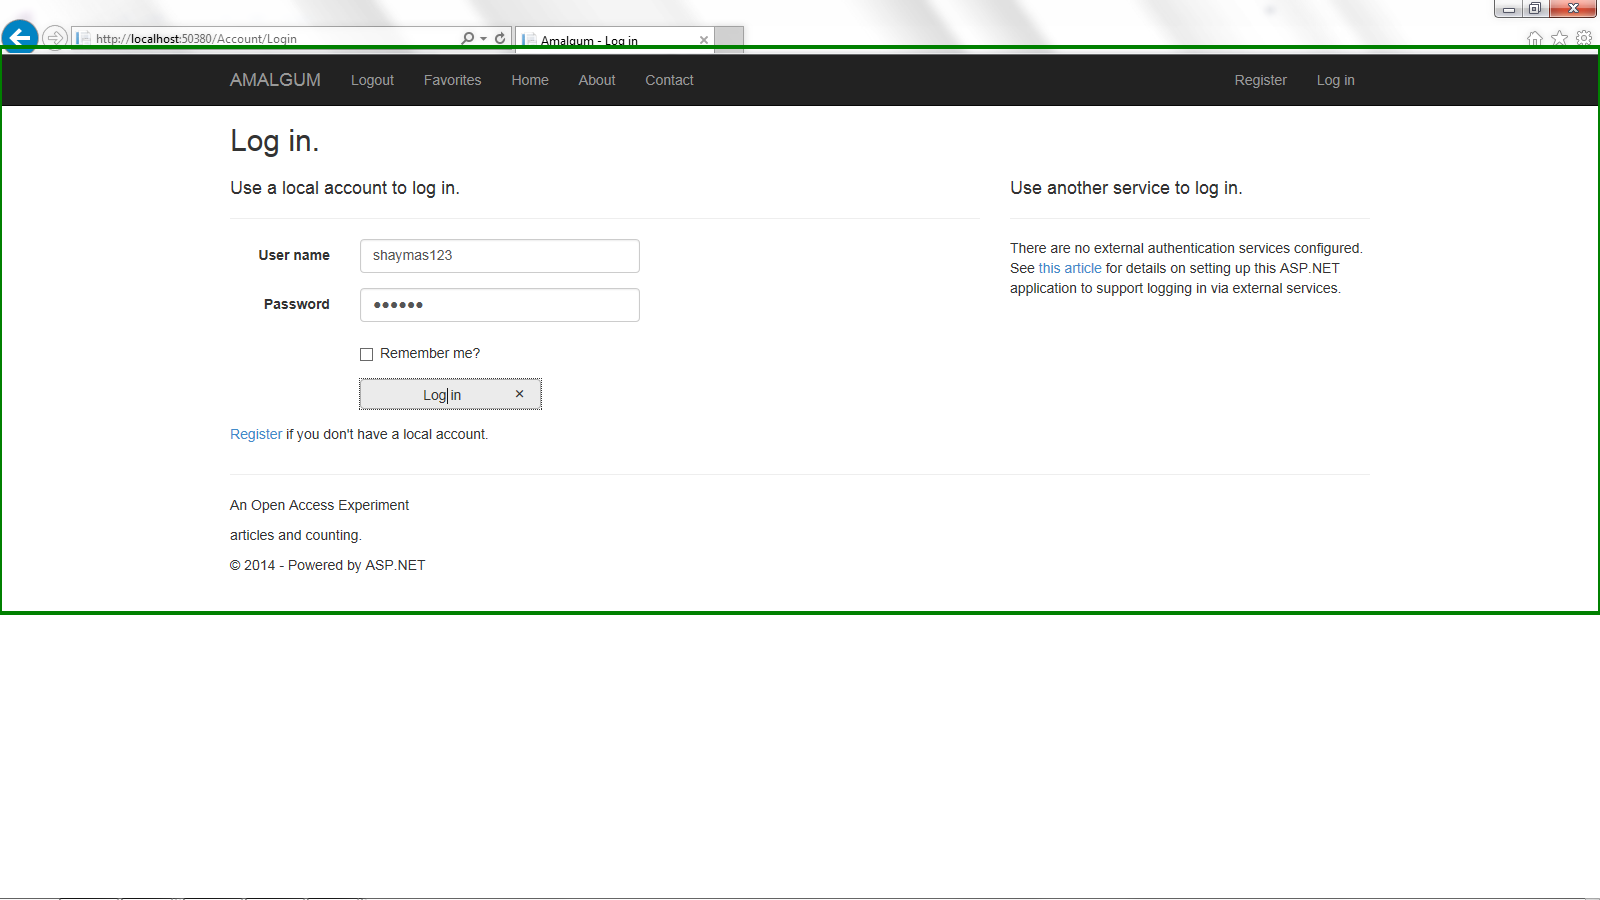 http://localhost:50380/Account/Login
Amalgum - Log in
AMALGUM Logout Favorites Home About Contact Register Log in
Log in.
Use a local account to log in.
Use another service to log in.
User name shaymas123
Password
Remember me?
Log in
Register if you don't have a local account.
There are no external authentication services configured.
See this article for details on setting up this ASP.NET
application to support logging in via external services.
An Open Access Experiment
articles and counting.
© 2014 - Powered by ASP.NET